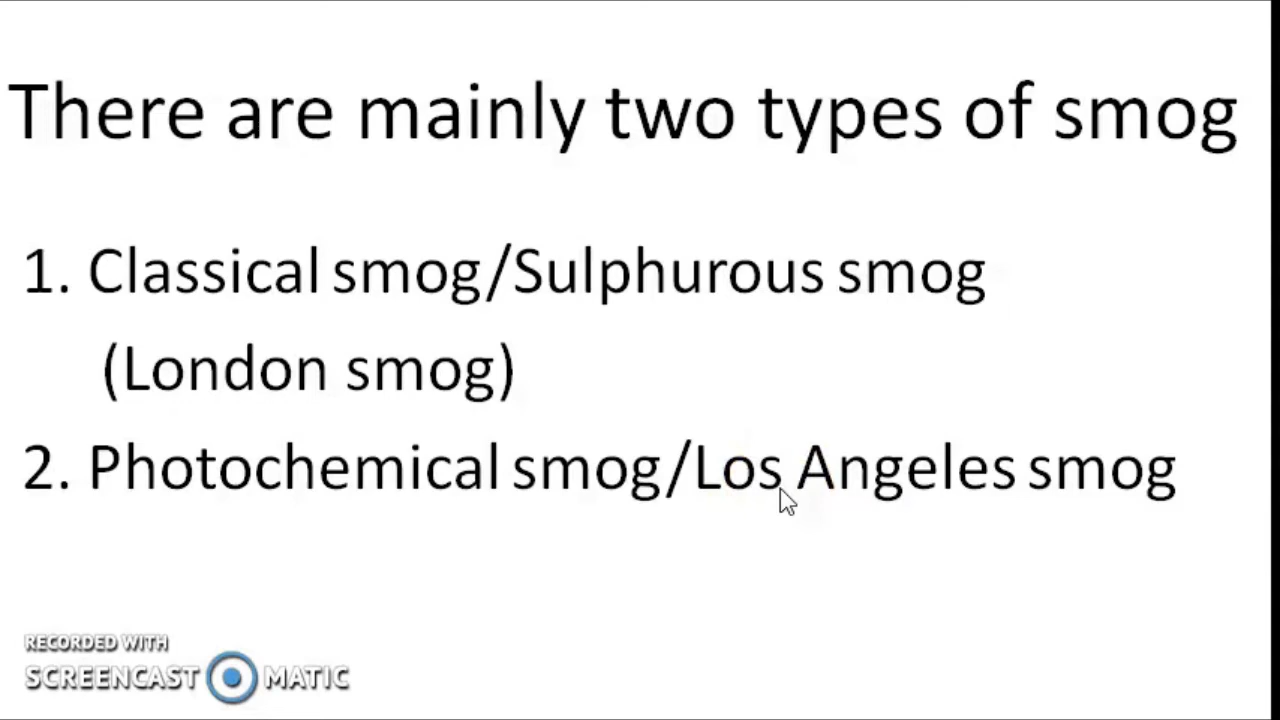 There are mainly two types of smog
1. Classical smog/Sulphurous smog
(London smog)
2. Photochemical smog/Los Angeles smog
RECORDED WITH
SCREENCAST MATIC